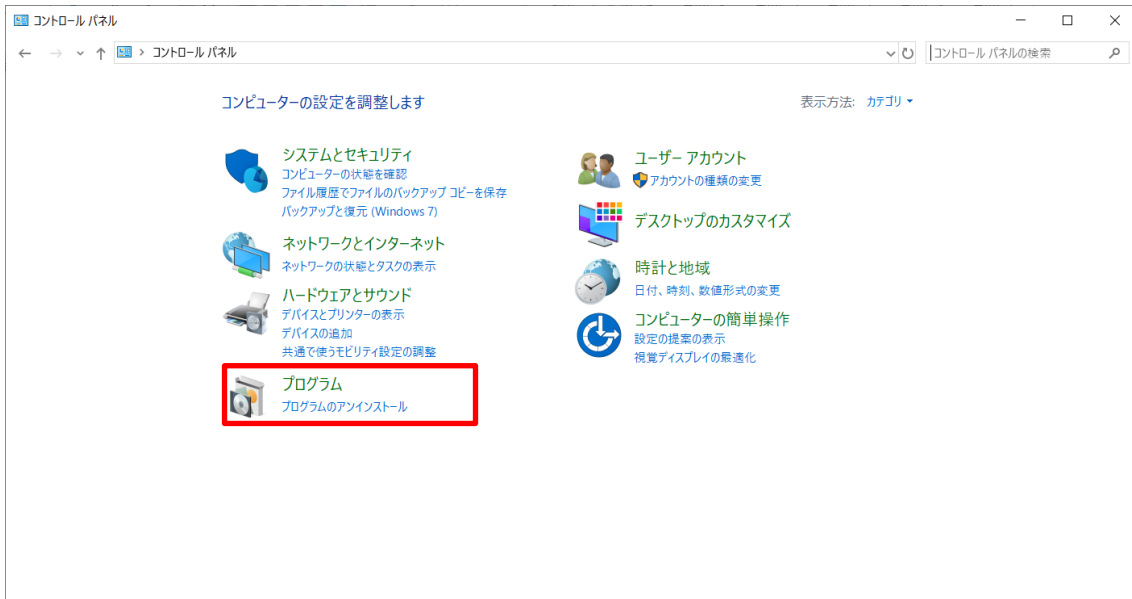 コントロール パネル
コントロール パネル
コントロール パネルの検索
コンピューターの設定を調整します
表示方法: カテゴリ
システムとセキュリティ
コンピューターの状態を確認
ファイル履歴でファイルのバックアップ コピーを保存
バックアップと復元 (Windows 7)
ネットワークとインターネット
ネットワークの状態とタスクの表示
ハードウェアとサウンド
デバイスとプリンターの表示
デバイスの追加
共通で使うモビリティ設定の調整
プログラム
プログラムのアンインストール
ユーザー アカウント
アカウントの種類の変更
デスクトップのカスタマイズ
時計と地域
日付、時刻、数値形式の変更
コンピューターの簡単操作
設定の提案の表示
視覚ディスプレイの最適化